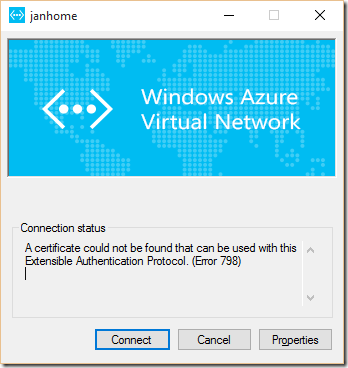 janhome
Windows Azure
Virtual Network
Connection status
A certificate could not be found that can be used with this
Extensible Authentication Protocol. (Error 798)
Connect
Cancel
Properties